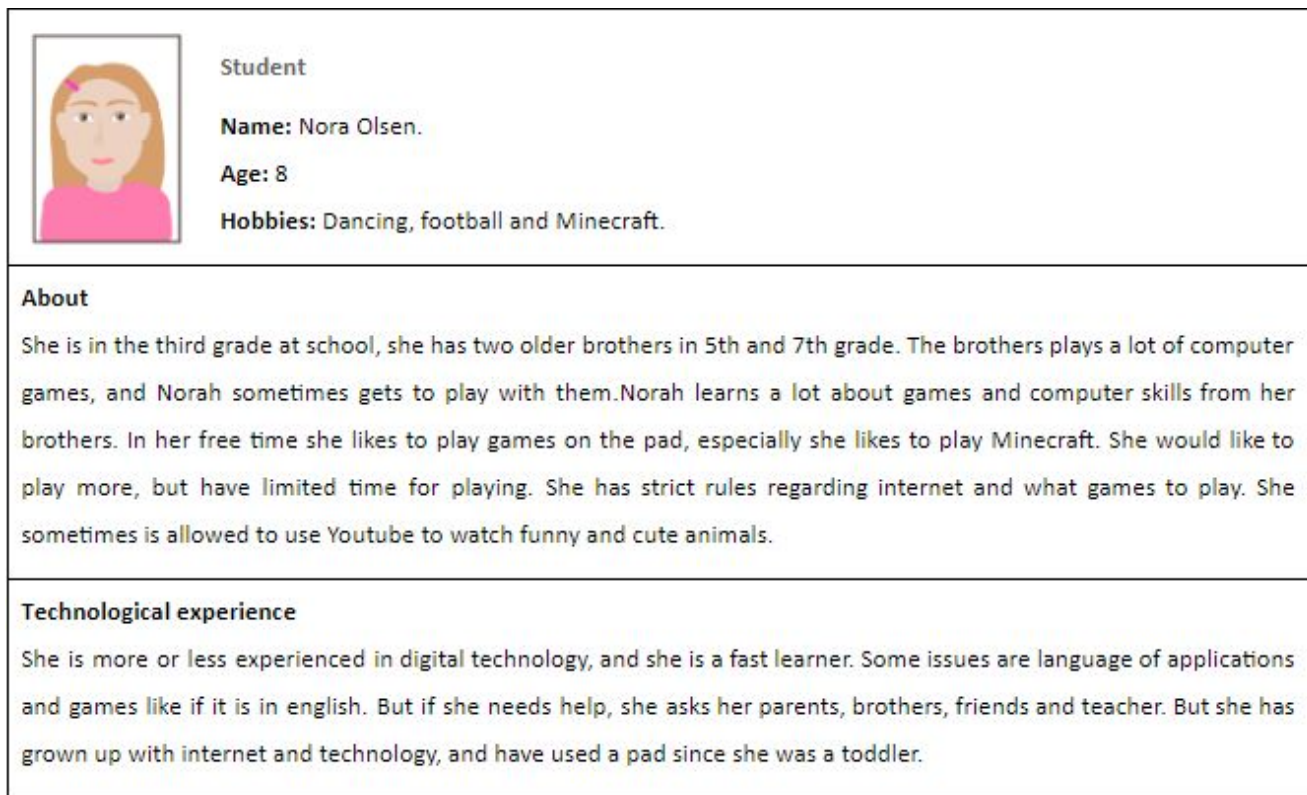 Student
Name: Nora Olsen.
Age: 8
Hobbies: Dancing, football and Minecraft.
About
She is in the third grade at school, she has two older brothers in 5th and 7th grade. The brothers plays a lot of computer
games, and Norah sometimes gets to play with them.Norah learns a lot about games and computer skills from her
brothers. In her free time she likes to play games on the pad, especially she likes to play Minecraft. She would like to
play more, but have limited time for playing. She has strict rules regarding internet and what games to play. She
sometimes is allowed to use Youtube to watch funny and cute animals.
Technological experience
She is more or less experienced in digital technology, and she is a fast learner. Some issues are language of applications
and games like if it is in english. But if she needs help, she asks her parents, brothers, friends and teacher. But she has
grown up with internet and technology, and have used a pad since she was a toddler.